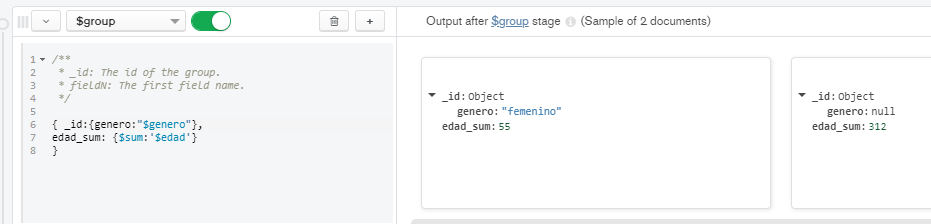 $group
+
Output after $group stage (Sample of 2 documents)
1 /**
2  * _id: The id of the group.
3  * fieldN: The first field name.
4  */
5
6 { _id:{genero:"$genero"},
7 edad_sum: {$sum:'$edad'}
8 }
_id: Object
genero: "femenino"
edad_sum: 55
_id: Object
genero: null
edad_sum: 312